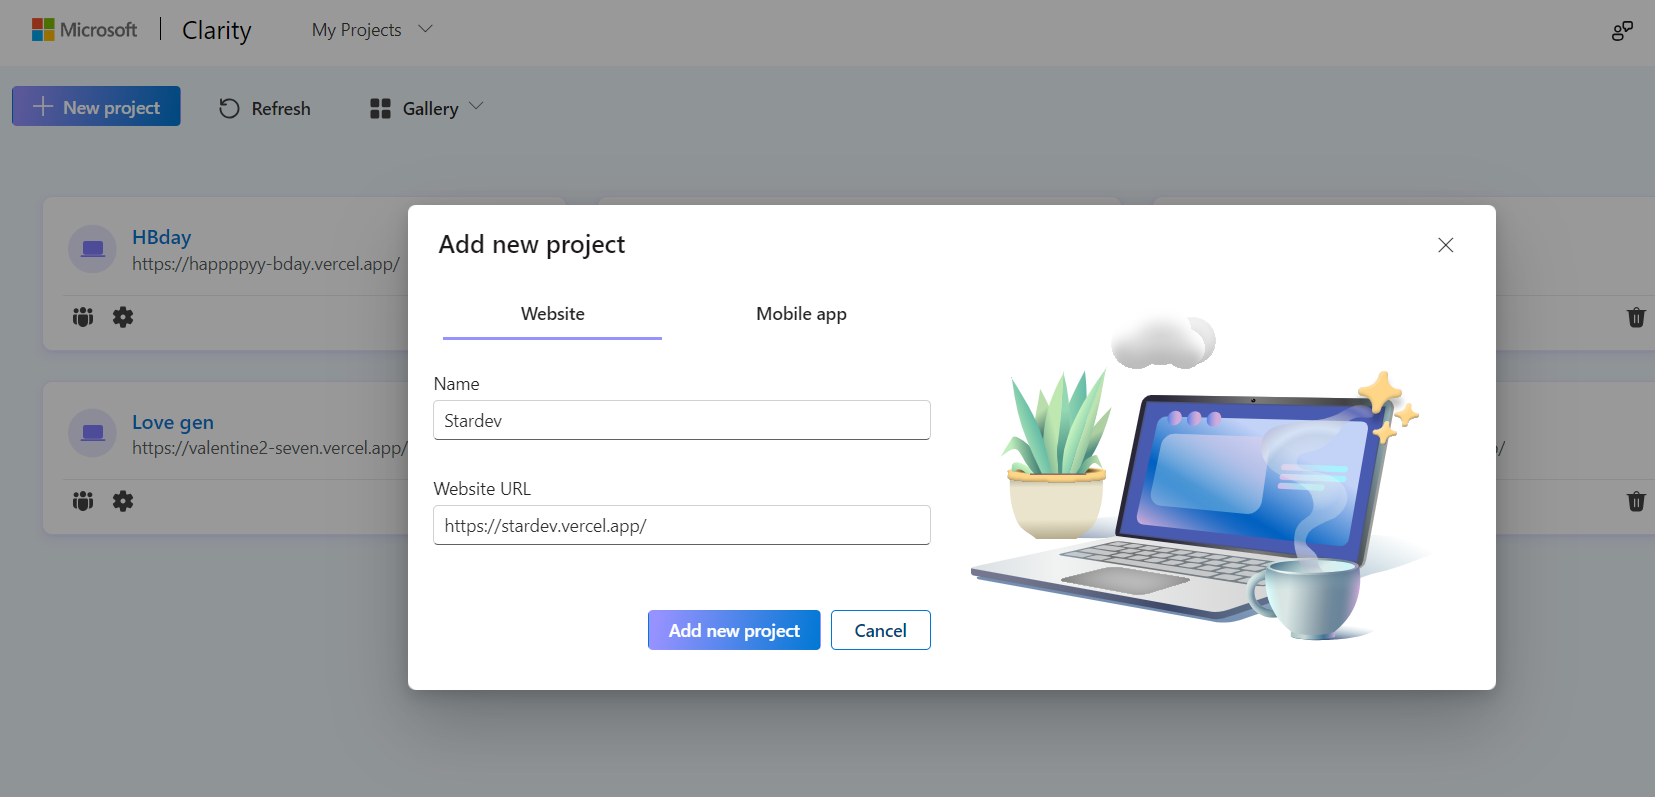 Microsoft | Clarity My Projects
New project Refresh Gallery
HBday
https://happppyy-bday.vercel.app/
Love gen
https://valentine2-seven.vercel.app/
Add new project
Website Mobile app
Name
Stardev
Website URL
https://stardev.vercel.app/
Add new project Cancel
/